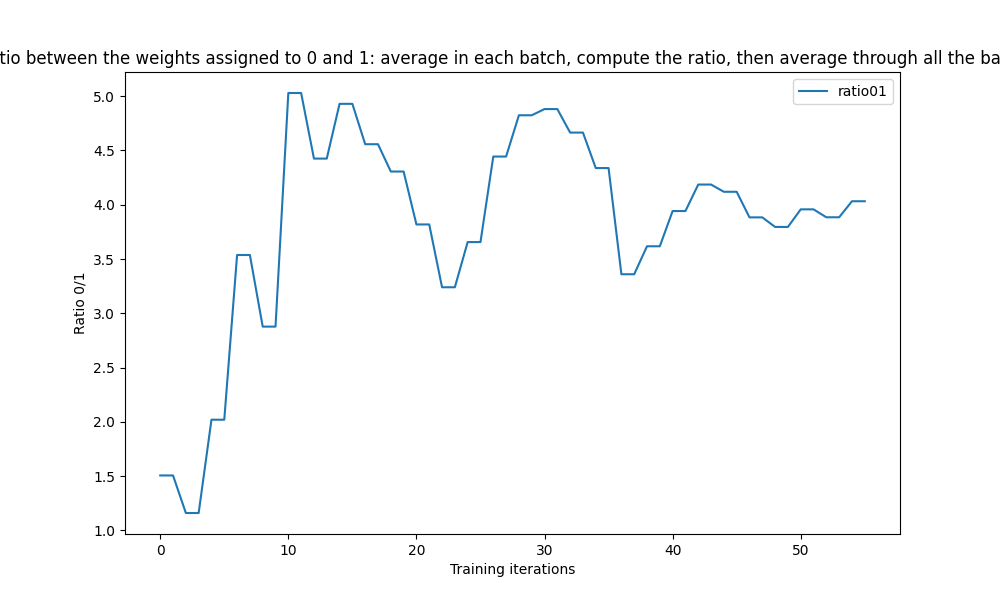 tio between the weights assigned to 0 and 1: average in each batch, compute the ratio, then average through all the ba
ratio01
5.0
4.5
4.0
3.5
3.0
2.5
2.0
1.5
1.0
Ratio 0/1
0 10 20 30 40 50
Training iterations